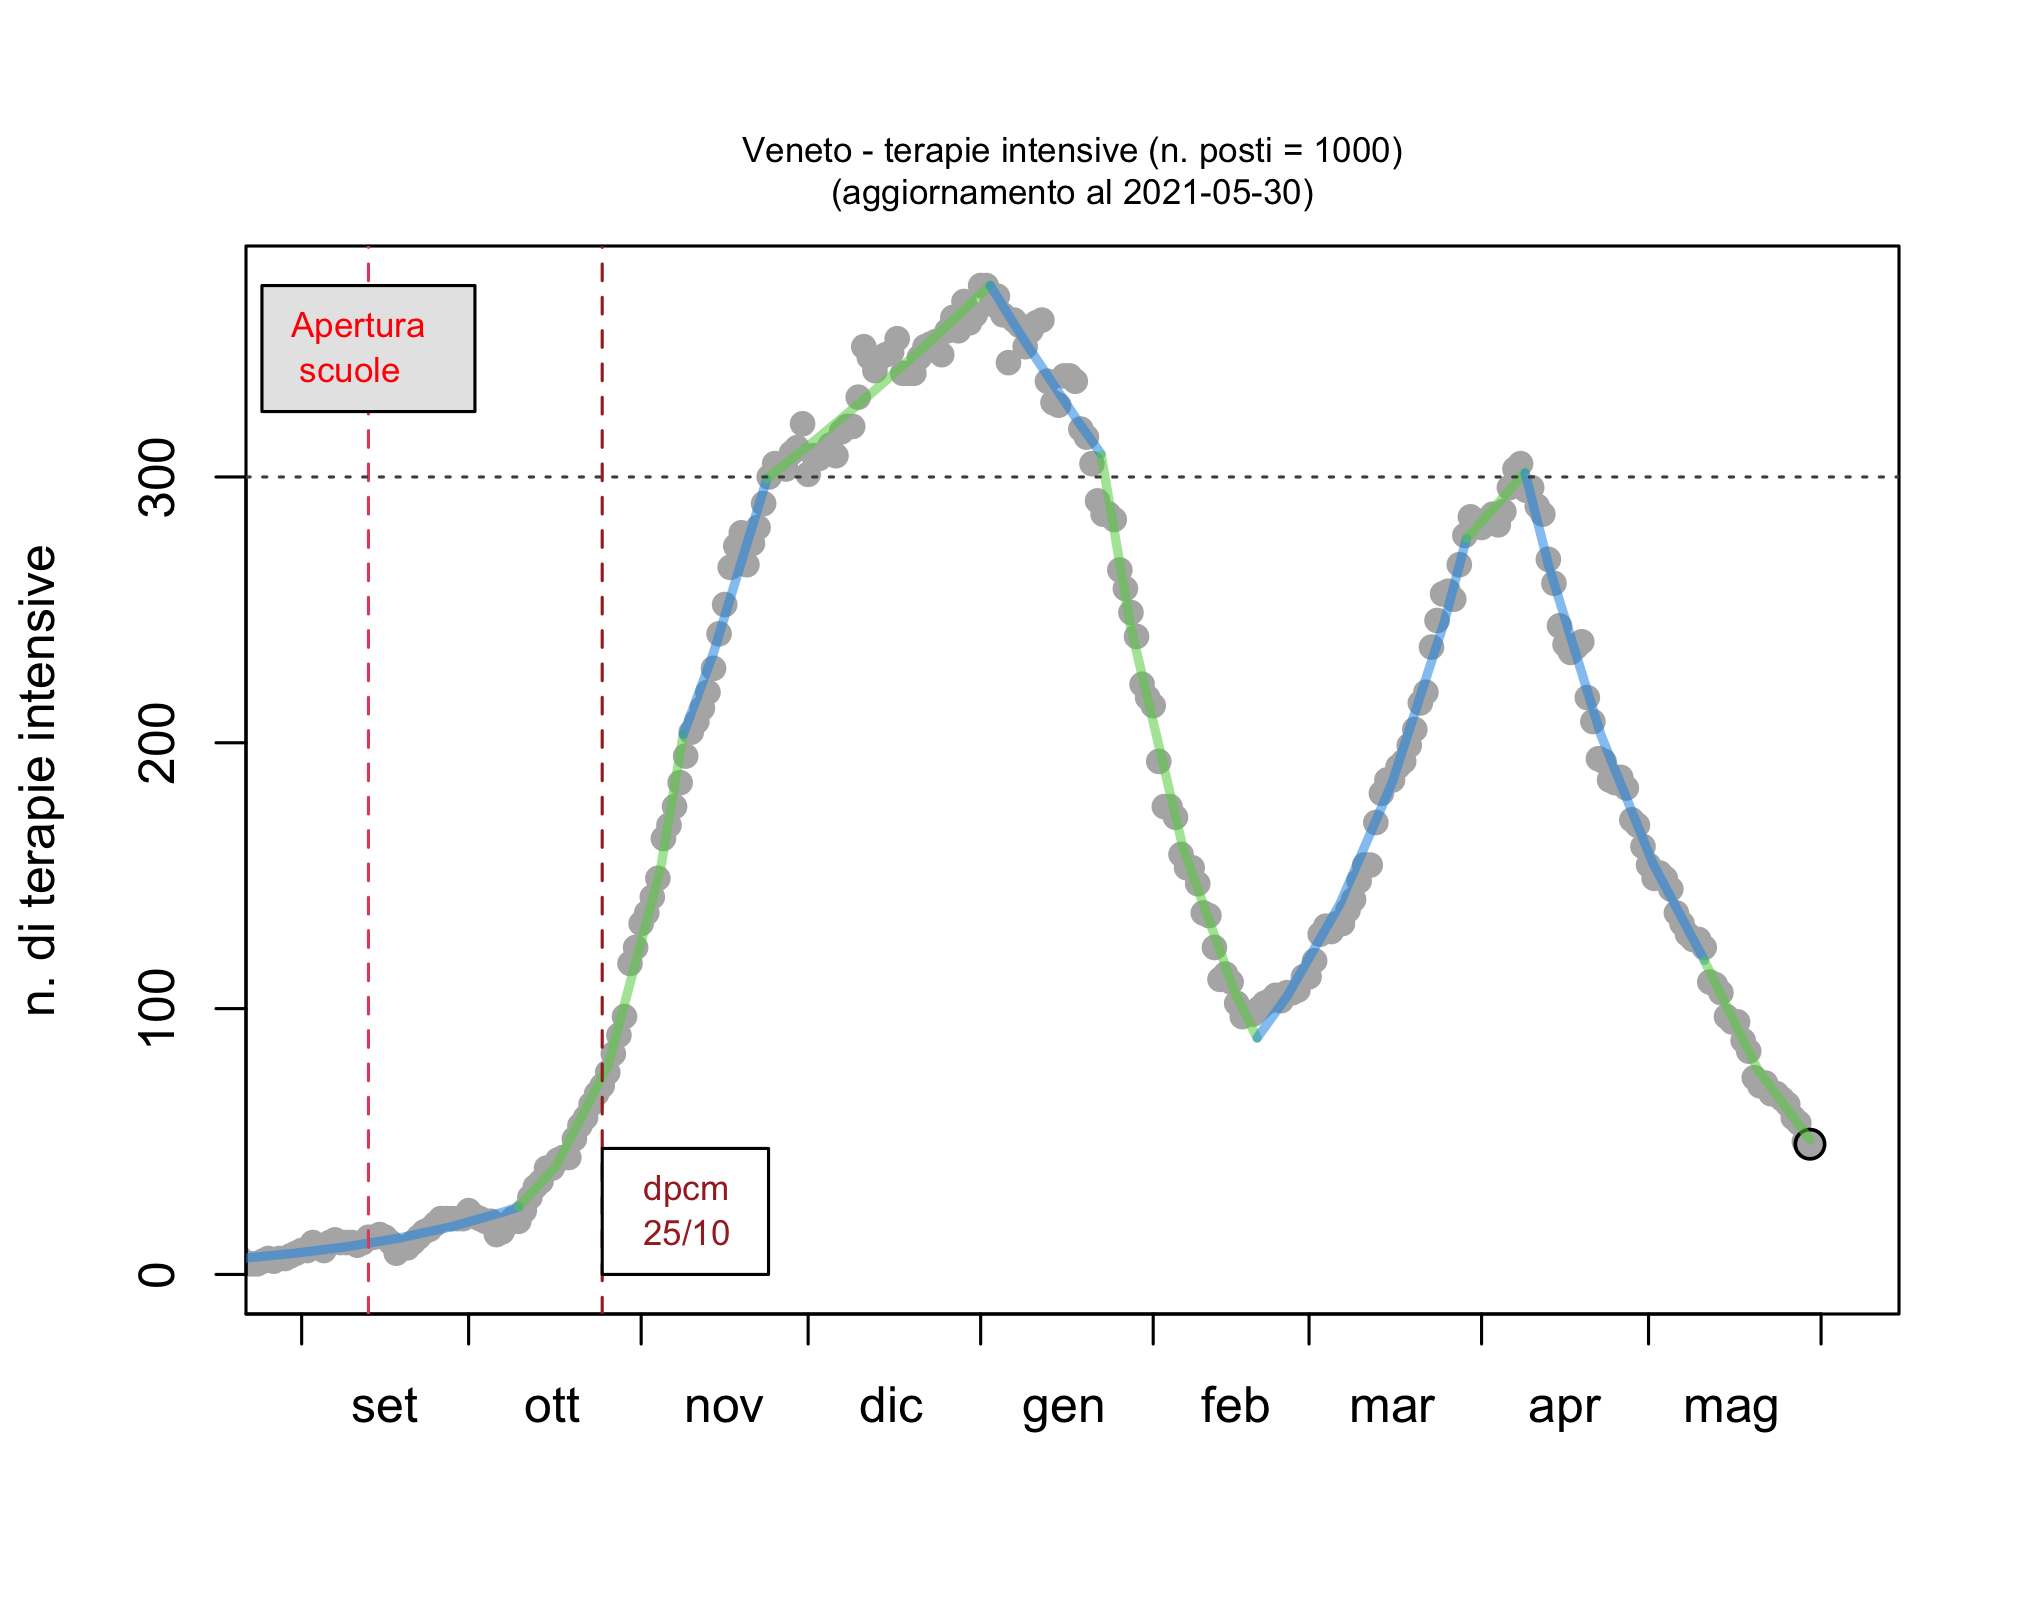 Veneto - terapie intensive (n. posti = 1000)
(aggiornamento al 2021-05-30)
Apertura
scuole
n. di terapie intensive
300
200
100
0
dpcm
25/10
set ott nov dic gen feb mar apr mag